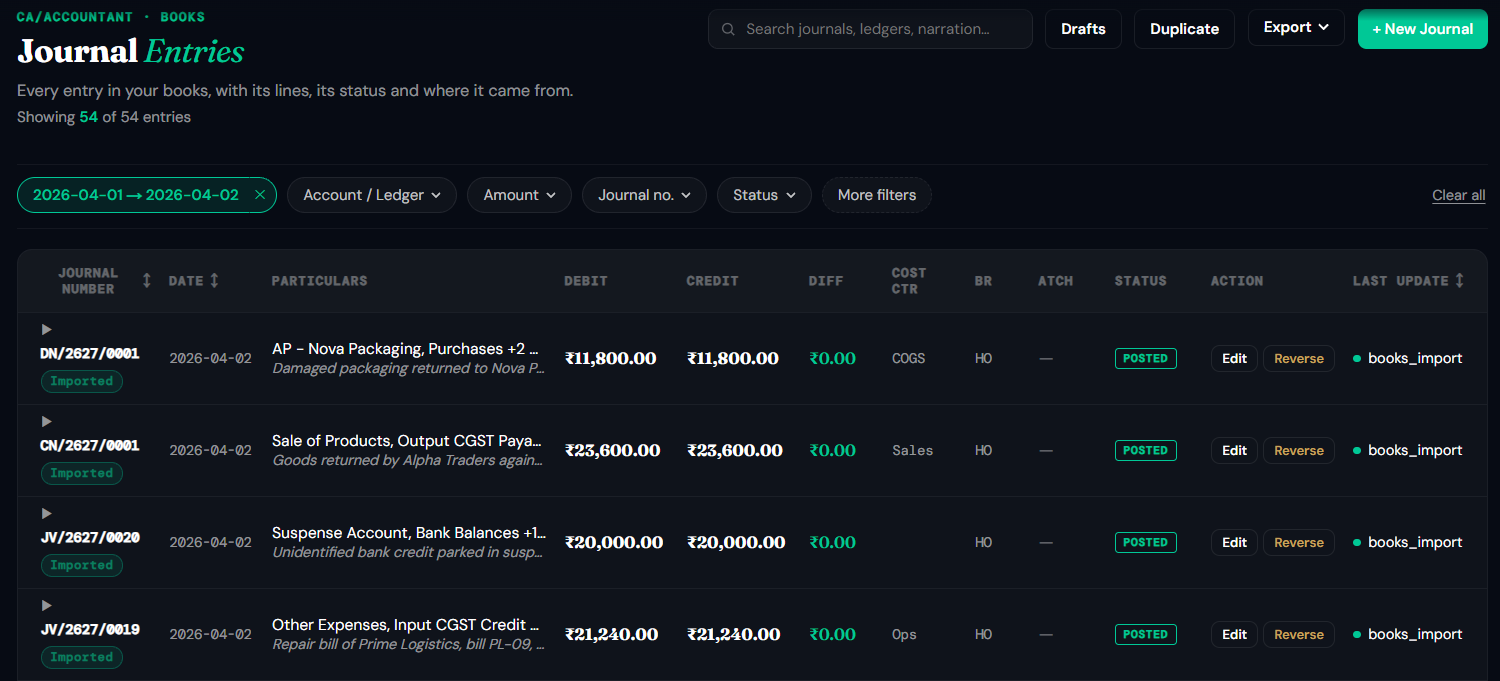 CA/ACCOUNTANT · BOOKS
Journal Entries
Every entry in your books, with its lines, its status and where it came from.
Showing 54 of 54 entries
Search journals, ledgers, narration...
Drafts
Duplicate
Export
+ New Journal
2026-04-01 → 2026-04-02 ×
Account / Ledger
Amount
Journal no.
Status
More filters
Clear all
JOURNAL NUMBER DATE PARTICULARS DEBIT CREDIT DIFF COST CTR BR ATCH STATUS ACTION LAST UPDATE
DN/2627/0001 2026-04-02 AP - Nova Packaging, Purchases +2 ... ₹11,800.00 ₹11,800.00 ₹0.00 COGS HO — POSTED Edit Reverse books_import
Damaged packaging returned to Nova P...
Imported
CN/2627/0001 2026-04-02 Sale of Products, Output CGST Paya... ₹23,600.00 ₹23,600.00 ₹0.00 Sales HO — POSTED Edit Reverse books_import
Goods returned by Alpha Traders again...
Imported
JV/2627/0020 2026-04-02 Suspense Account, Bank Balances +1... ₹20,000.00 ₹20,000.00 ₹0.00 HO — POSTED Edit Reverse books_import
Unidentified bank credit parked in susp...
Imported
JV/2627/0019 2026-04-02 Other Expenses, Input CGST Credit ... ₹21,240.00 ₹21,240.00 ₹0.00 Ops HO — POSTED Edit Reverse books_import
Repair bill of Prime Logistics, bill PL-09, ...
Imported